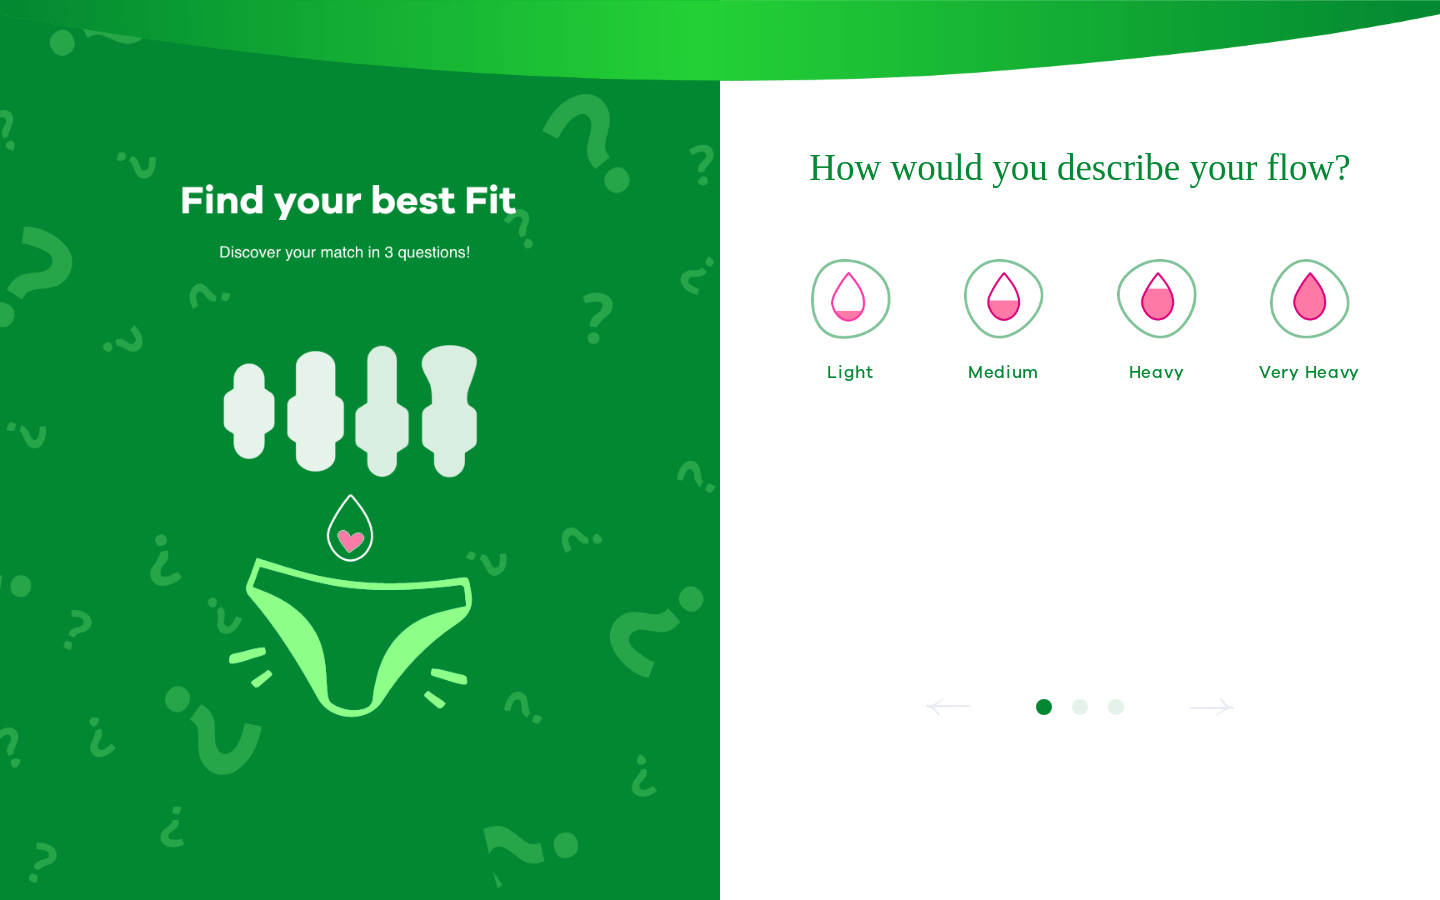 Find your best Fit
Discover your match in 3 questions!
How would you describe your flow?
Light
Medium
Heavy
Very Heavy